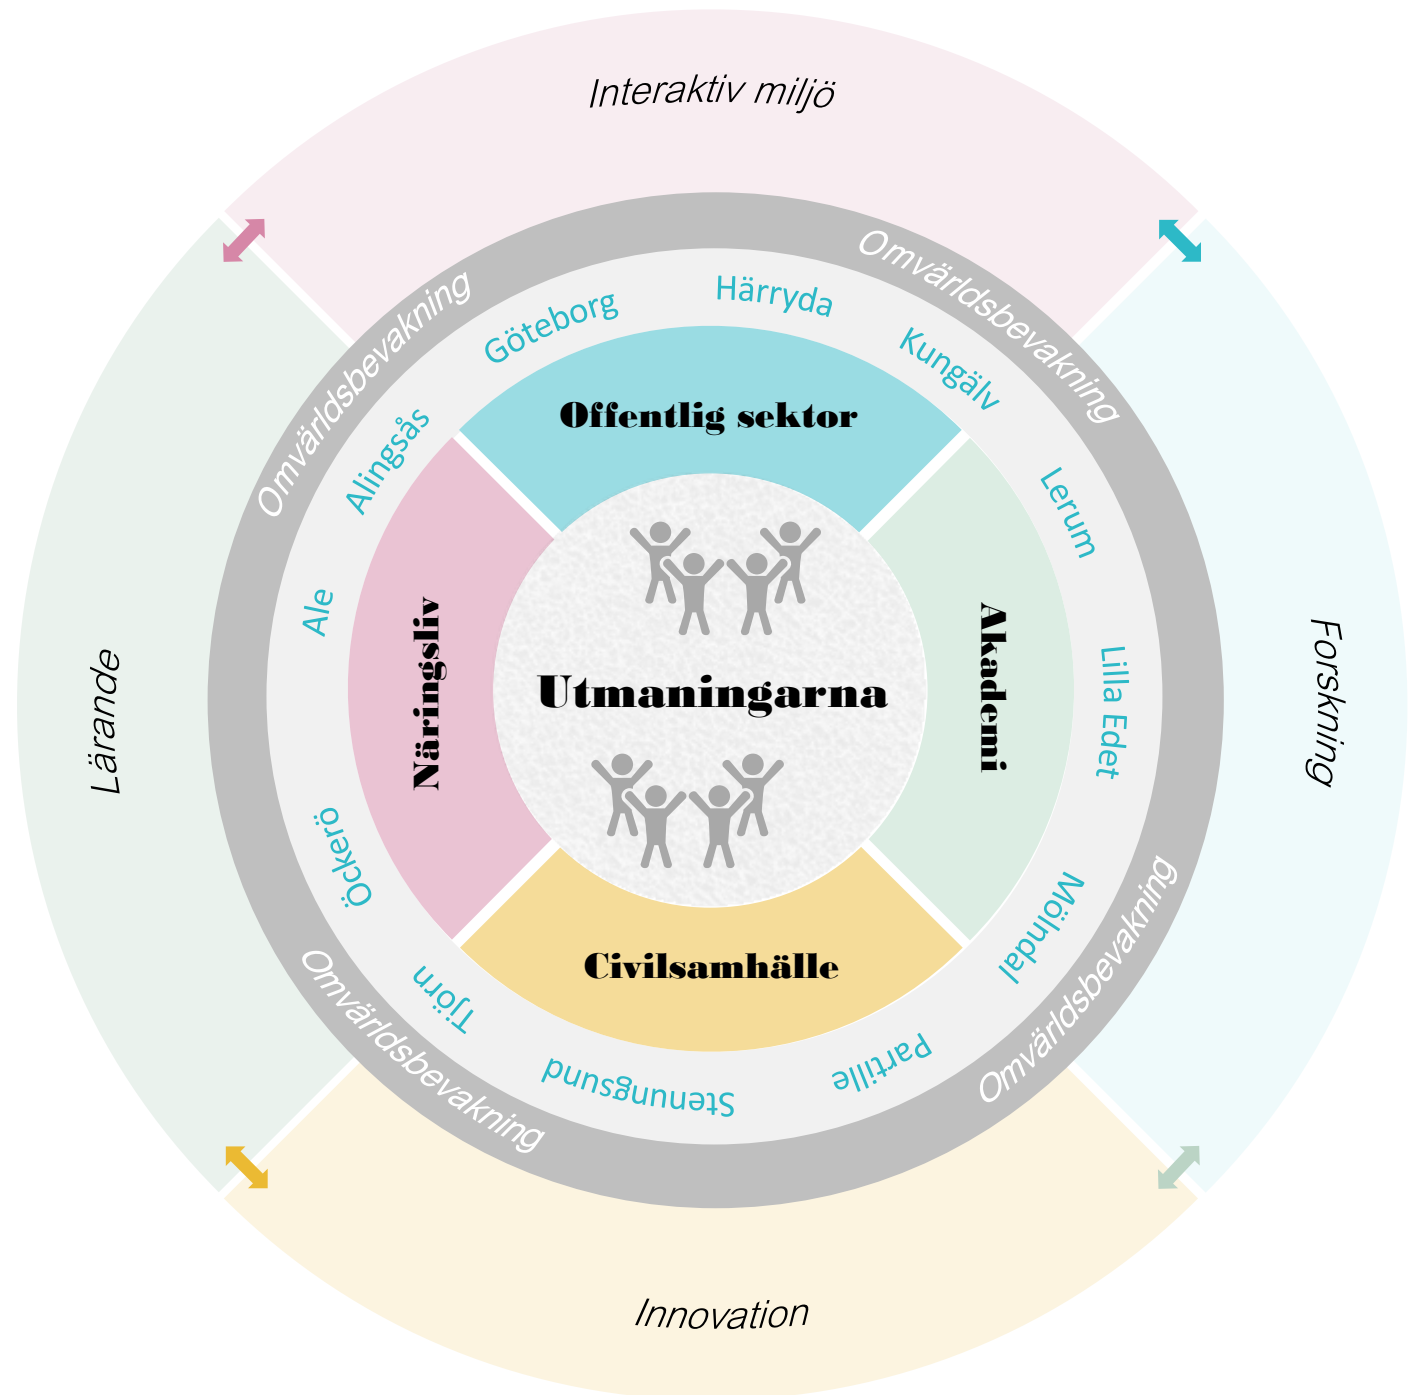 Interaktiv miljö
Forskning
Innovation
Lärande
Omvärldsbevakning
Omvärldsbevakning
Omvärldsbevakning
Omvärldsbevakning
Göteborg
Härryda
Kungälv
Lerum
Lilla Edet
Mölndal
Partille
Stenungsund
Tjörn
Öckerö
Ale
Alingsås
Offentlig sektor
Akademi
Civilsamhälle
Näringsliv
Utmaningarna